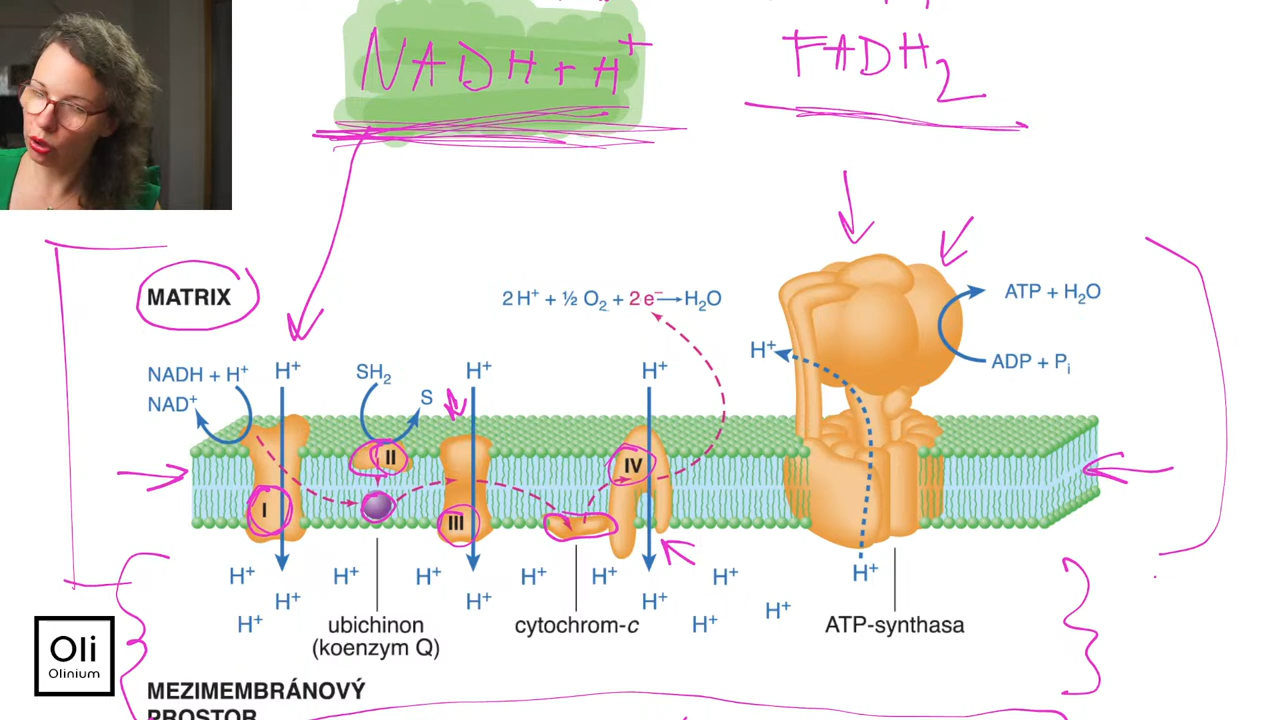 NADH + H⁺
FADH₂
MATRIX
2 H⁺ + ½ O₂ + 2 e⁻ → H₂O
ATP + H₂O
H⁺
ADP + Pᵢ
NADH + H⁺
H⁺
SH₂
H⁺
H⁺
NAD⁺
S
II
IV
I
III
H⁺
H⁺ H⁺ H⁺ H⁺ H⁺
H⁺ H⁺ H⁺ H⁺
H⁺ H⁺
ubichinon
(koenzym Q)
cytochrom-c
ATP-synthasa
Oli
Olinium
MEZIMEMBRÁNOVÝ
PROSTOR